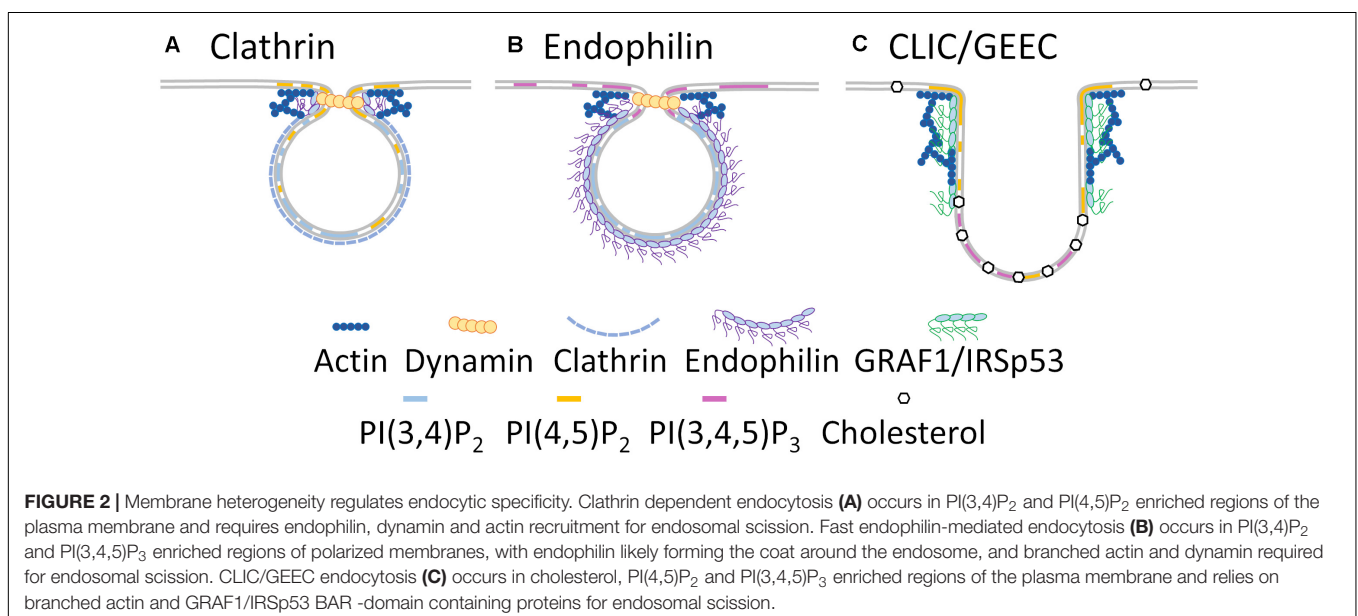 A Clathrin
B Endophilin
C CLIC/GEEC
Actin Dynamin Clathrin Endophilin GRAF1/IRSp53
PI(3,4)P2 PI(4,5)P2 PI(3,4,5)P3 Cholesterol
FIGURE 2 | Membrane heterogeneity regulates endocytic specificity. Clathrin dependent endocytosis (A) occurs in PI(3,4)P2 and PI(4,5)P2 enriched regions of the
plasma membrane and requires endophilin, dynamin and actin recruitment for endosomal scission. Fast endophilin-mediated endocytosis (B) occurs in PI(3,4)P2
and PI(3,4,5)P3 enriched regions of polarized membranes, with endophilin likely forming the coat around the endosome, and branched actin and dynamin required
for endosomal scission. CLIC/GEEC endocytosis (C) occurs in cholesterol, PI(4,5)P2 and PI(3,4,5)P3 enriched regions of the plasma membrane and relies on
branched actin and GRAF1/IRSp53 BAR -domain containing proteins for endosomal scission.